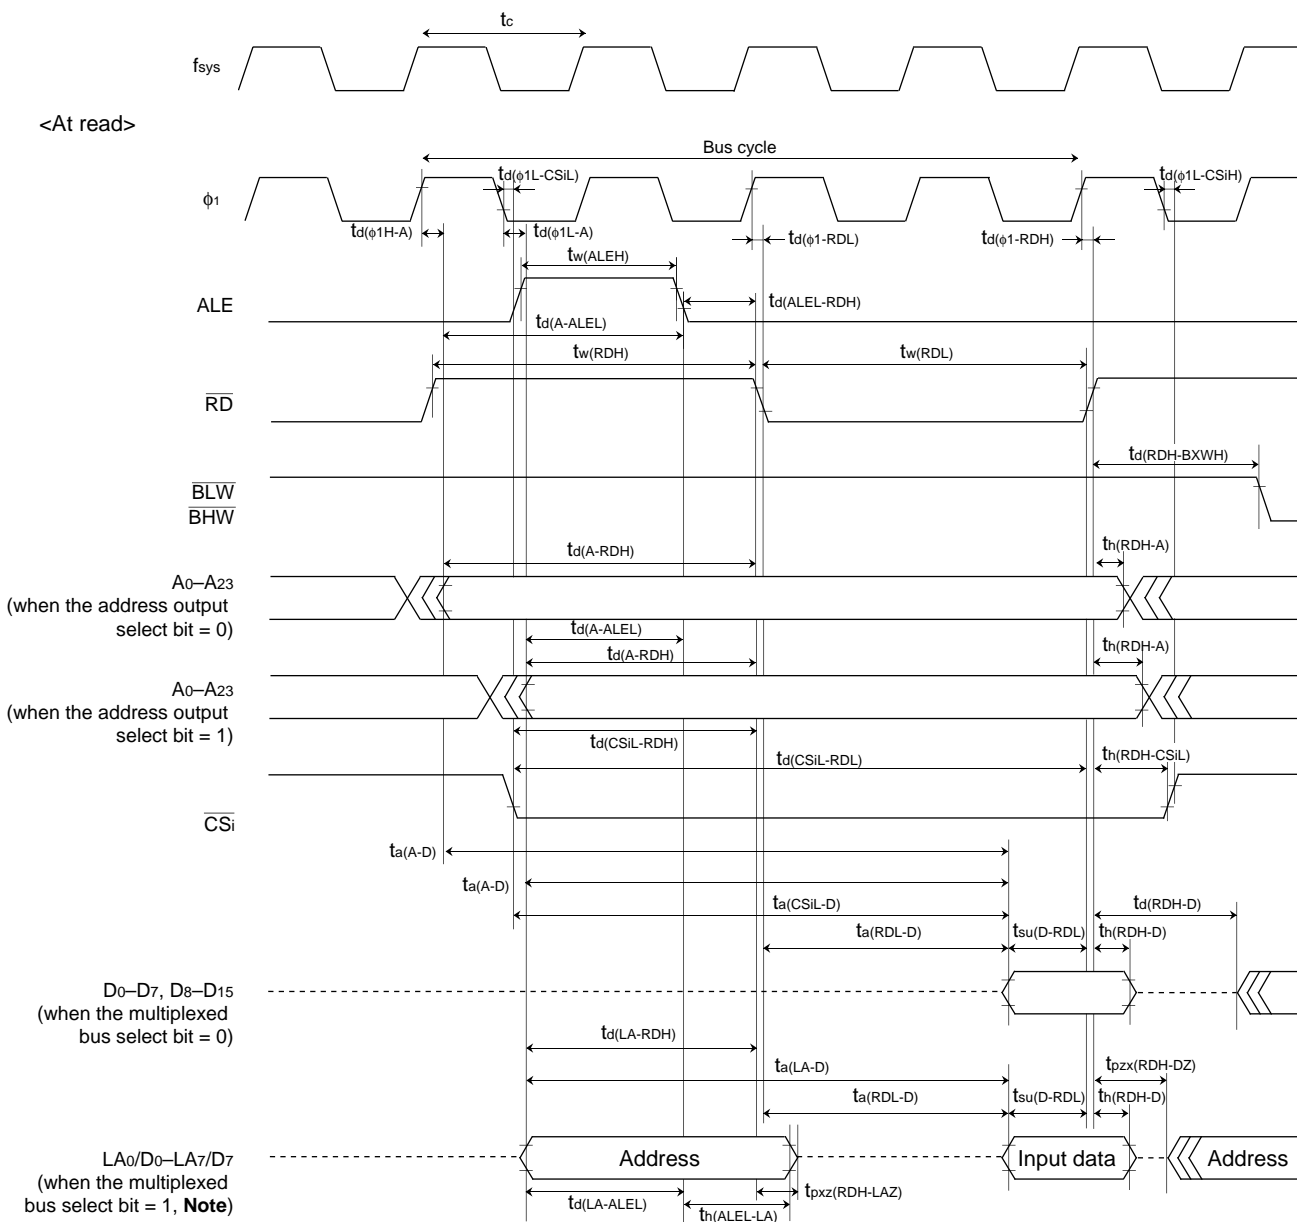 tc
fsys
<At read>
Bus cycle
td(φ1L-CSiL)
td(φ1L-CSiH)
φ1
td(φ1H-A)
td(φ1L-A)
td(φ1-RDL)
td(φ1-RDH)
tw(ALEH)
ALE
td(ALEL-RDH)
td(A-ALEL)
tw(RDH)
tw(RDL)
RD
td(RDH-BXWH)
BLW
BHW
td(A-RDH)
th(RDH-A)
A0–A23
(when the address output
select bit = 0)
td(A-ALEL)
td(A-RDH)
th(RDH-A)
A0–A23
(when the address output
select bit = 1)
td(CSiL-RDH)
td(CSiL-RDL)
th(RDH-CSiL)
CSi
ta(A-D)
ta(A-D)
ta(CSiL-D)
td(RDH-D)
ta(RDL-D)
tsu(D-RDL)
th(RDH-D)
D0–D7, D8–D15
(when the multiplexed
bus select bit = 0)
td(LA-RDH)
ta(LA-D)
tpzx(RDH-DZ)
ta(RDL-D)
tsu(D-RDL)
th(RDH-D)
LA0/D0–LA7/D7
(when the multiplexed
bus select bit = 1, Note)
Address
Input data
Address
td(LA-ALEL)
th(ALEL-LA)
tpxz(RDH-LAZ)